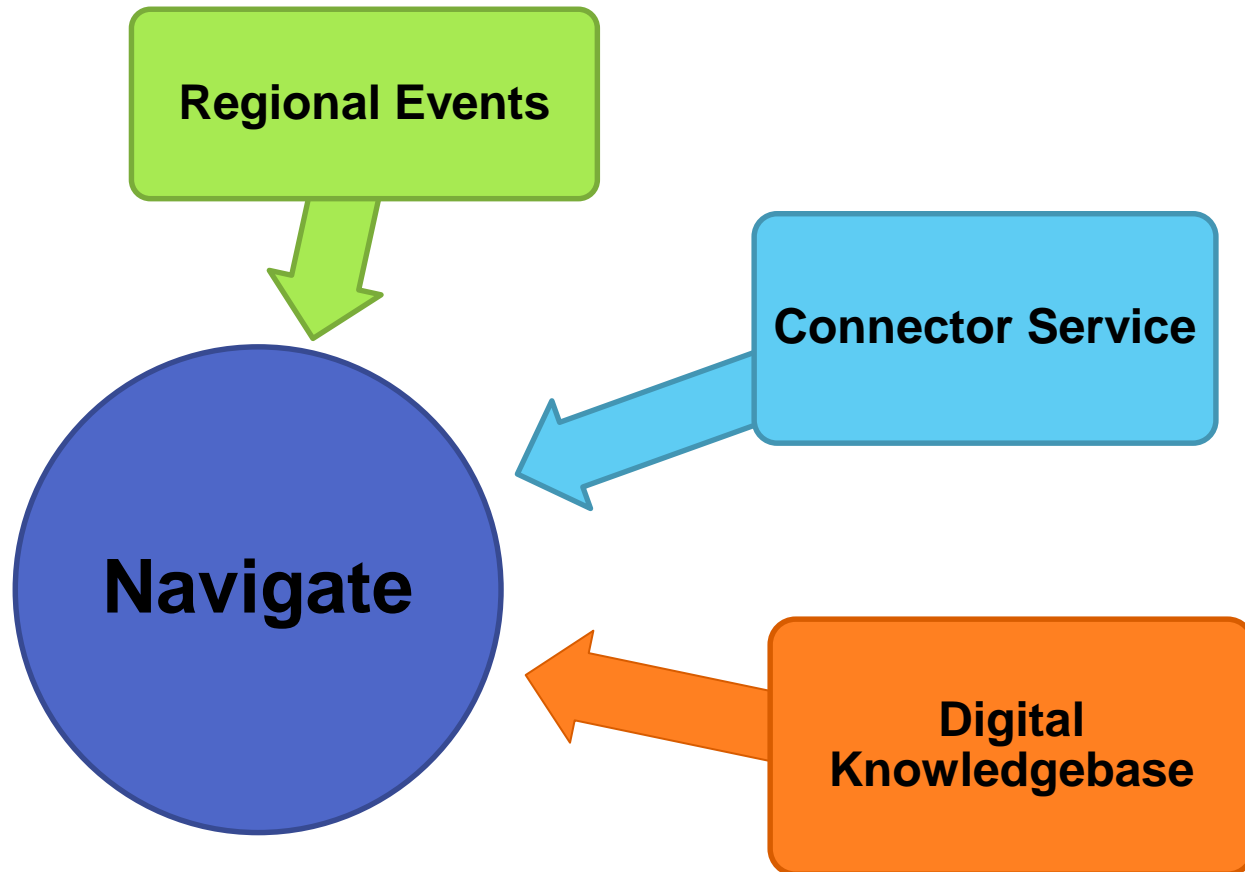 Regional Events
Connector Service
Navigate
Digital
Knowledgebase